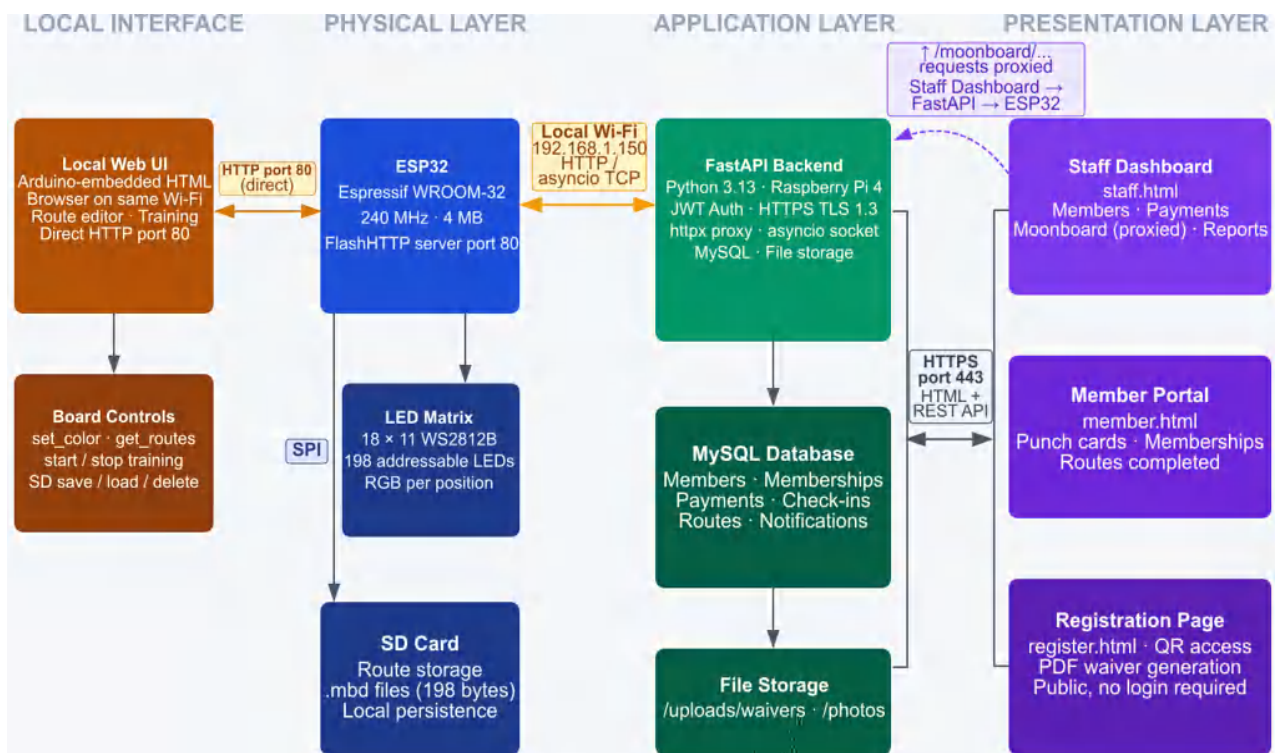 LOCAL INTERFACE
PHYSICAL LAYER
APPLICATION LAYER
PRESENTATION LAYER
↑ /moonboard/...
requests proxied
Staff Dashboard →
FastAPI → ESP32
Local Web UI
Arduino-embedded HTML
Browser on same Wi-Fi
Route editor · Training
Direct HTTP port 80
HTTP port 80
(direct)
ESP32
Espressif WROOM-32
240 MHz · 4 MB
FlashHTTP server port 80
Local Wi-Fi
192.168.1.150
HTTP /
asyncio TCP
FastAPI Backend
Python 3.13 · Raspberry Pi 4
JWT Auth · HTTPS TLS 1.3
httpx proxy · asyncio socket
MySQL · File storage
Staff Dashboard
staff.html
Members · Payments
Moonboard (proxied) · Reports
Board Controls
set_color · get_routes
start / stop training
SD save / load / delete
SPI
LED Matrix
18 × 11 WS2812B
198 addressable LEDs
RGB per position
MySQL Database
Members · Memberships
Payments · Check-ins
Routes · Notifications
HTTPS
port 443
HTML +
REST API
Member Portal
member.html
Punch cards · Memberships
Routes completed
SD Card
Route storage
.mbd files (198 bytes)
Local persistence
File Storage
/uploads/waivers · /photos
Registration Page
register.html · QR access
PDF waiver generation
Public, no login required